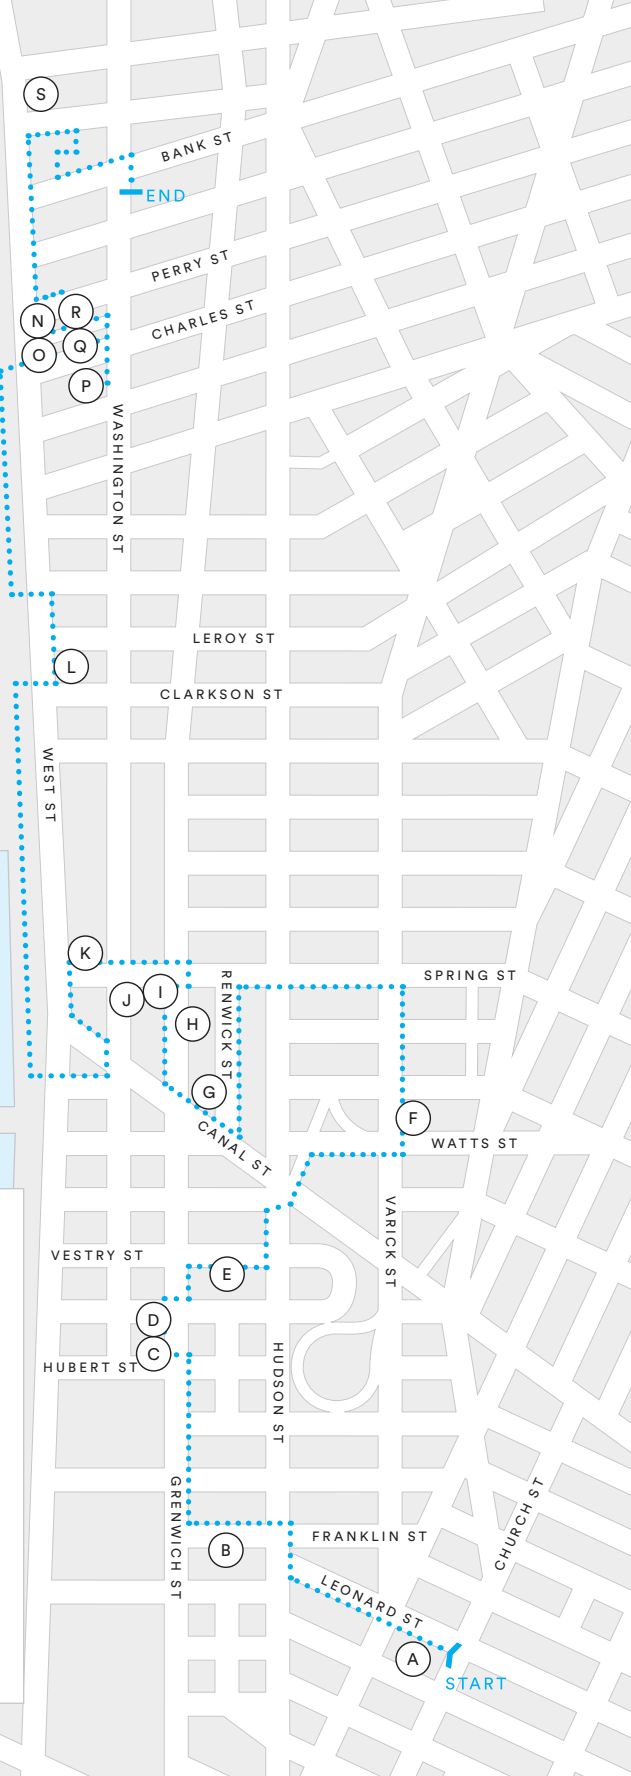 S
BANK ST
END
PERRY ST
CHARLES ST
N
R
O
Q
P
WASHINGTON ST
LEROY ST
L
CLARKSON ST
WEST ST
K
SPRING ST
RENWICK ST
J
I
H
G
F
CANAL ST
WATTS ST
VARICK ST
VESTRY ST
E
D
C
HUBERT ST
HUDSON ST
GRENWICH ST
CHURCH ST
FRANKLIN ST
B
LEONARD ST
A
START